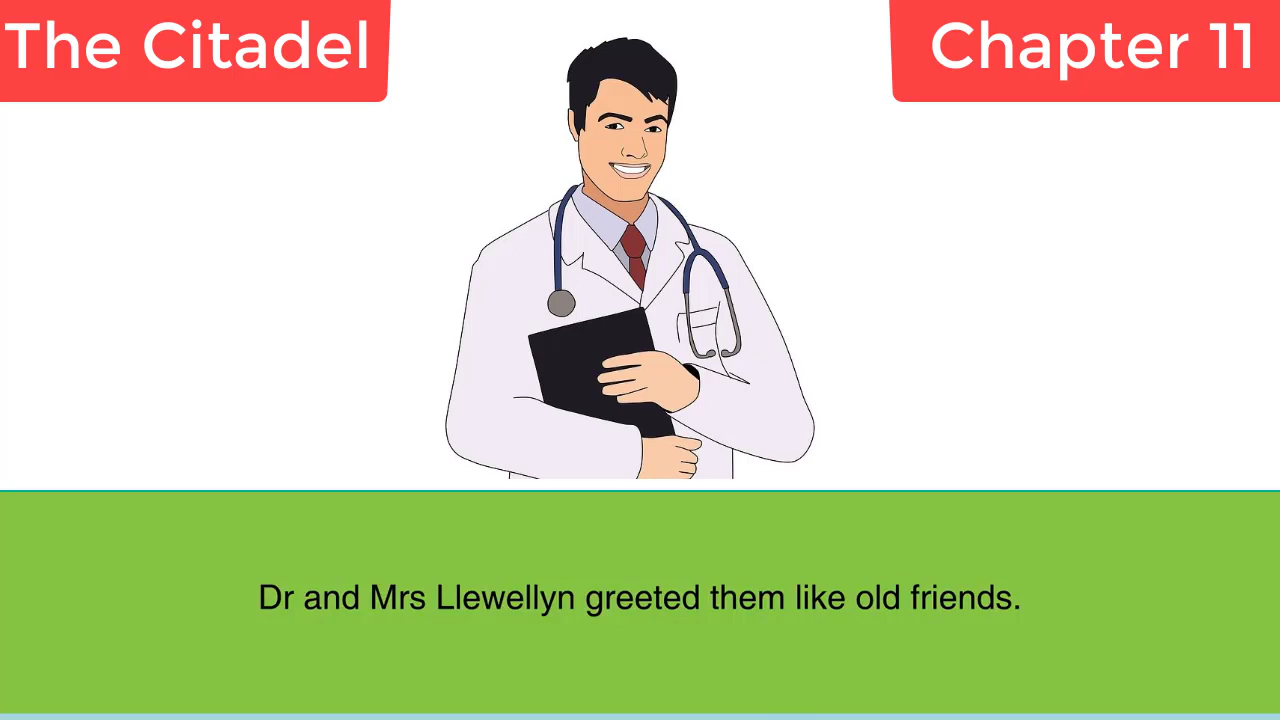 The Citadel
Chapter 11
Dr and Mrs Llewellyn greeted them like old friends.